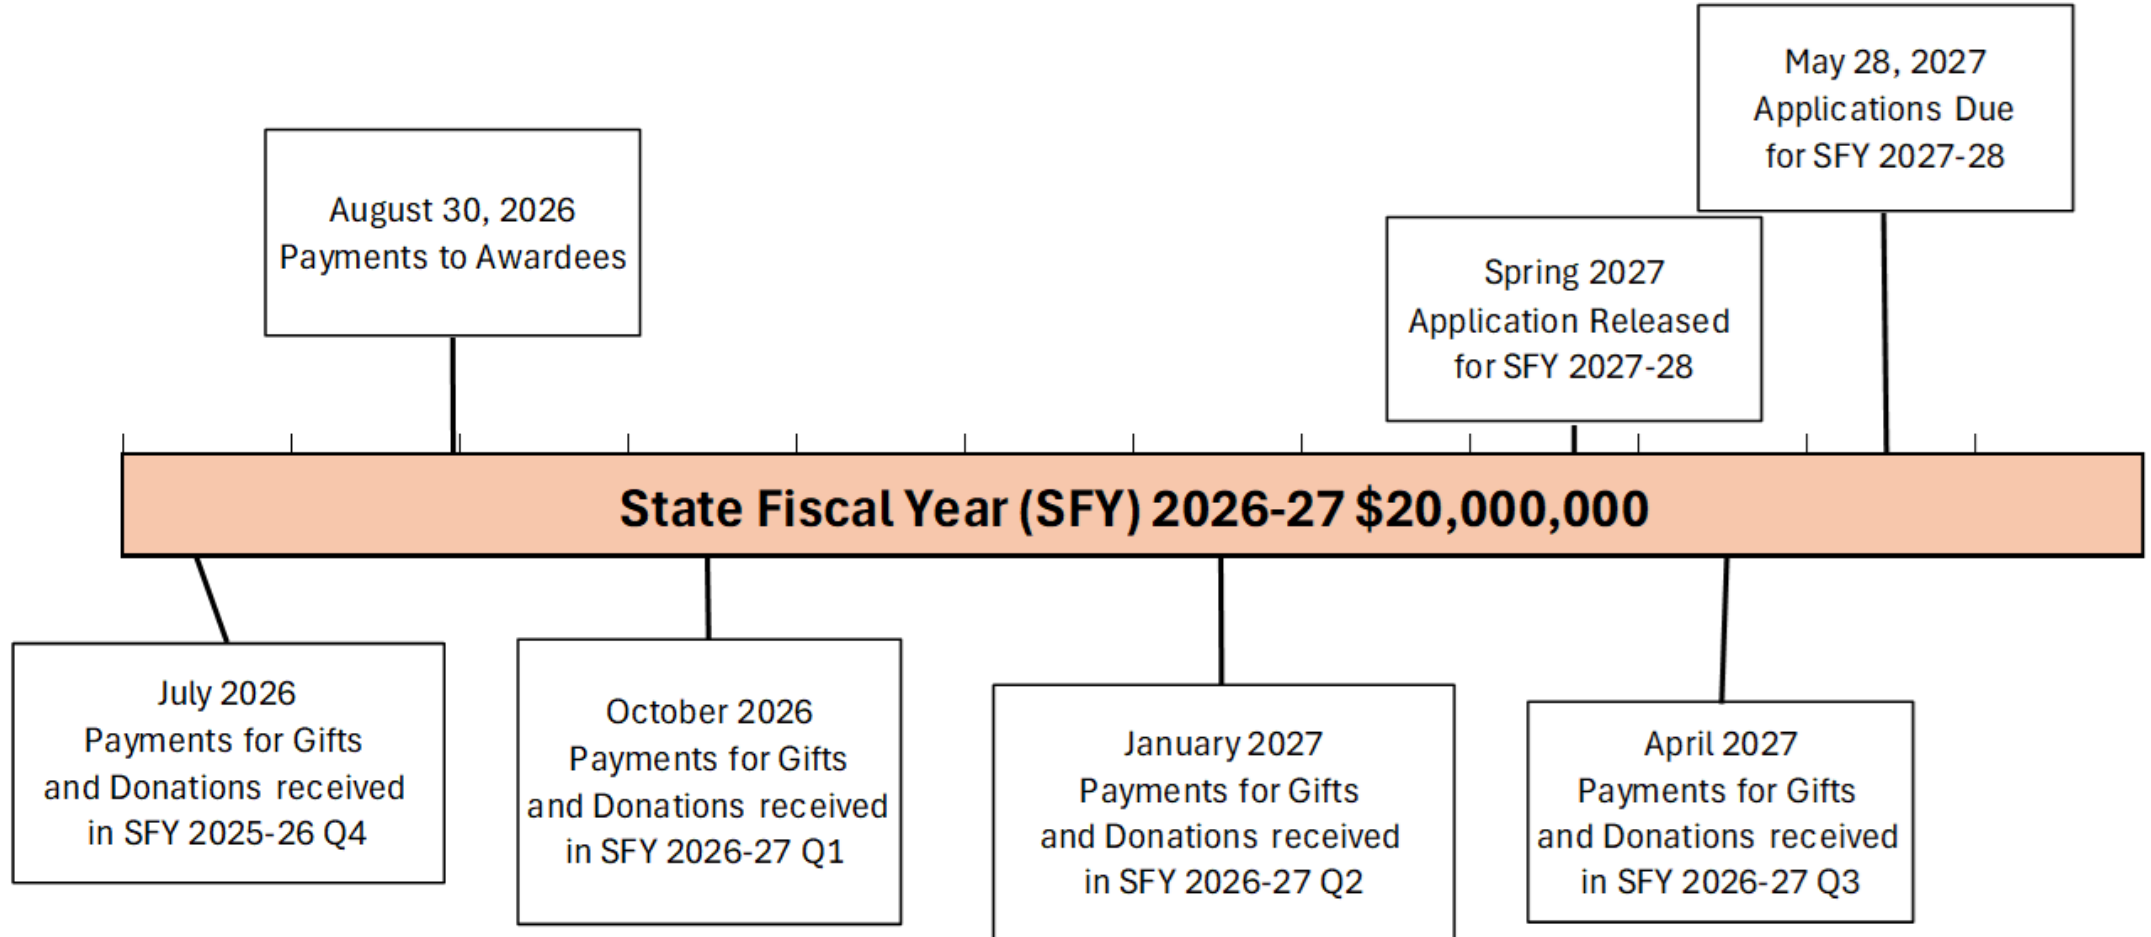 May 28, 2027
Applications Due
for SFY 2027-28
August 30, 2026
Payments to Awardees
Spring 2027
Application Released
for SFY 2027-28
State Fiscal Year (SFY) 2026-27 $20,000,000
July 2026
Payments for Gifts
and Donations received
in SFY 2025-26 Q4
October 2026
Payments for Gifts
and Donations received
in SFY 2026-27 Q1
January 2027
Payments for Gifts
and Donations received
in SFY 2026-27 Q2
April 2027
Payments for Gifts
and Donations received
in SFY 2026-27 Q3